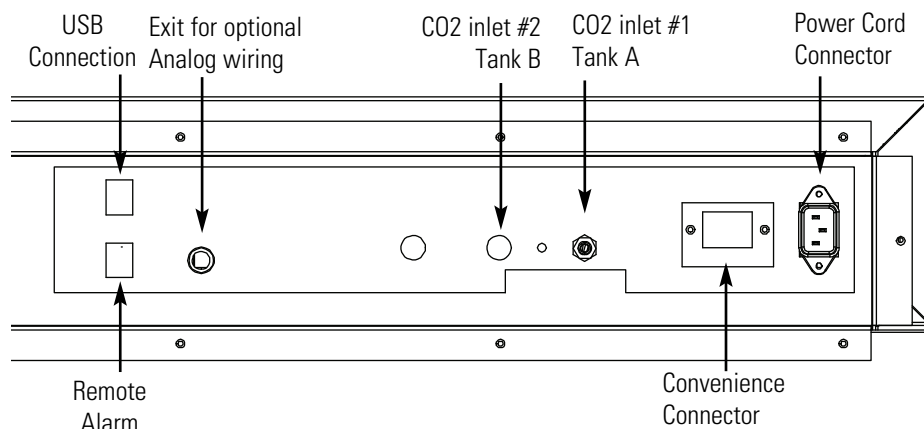 USB
Connection
Exit for optional
Analog wiring
CO2 inlet #2
Tank B
CO2 inlet #1
Tank A
Power Cord
Connector
Remote
Alarm
Convenience
Connector